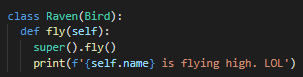 class Raven(Bird):
  def fly(self):
    super().fly()
    print(f'{self.name} is flying high. LOL')